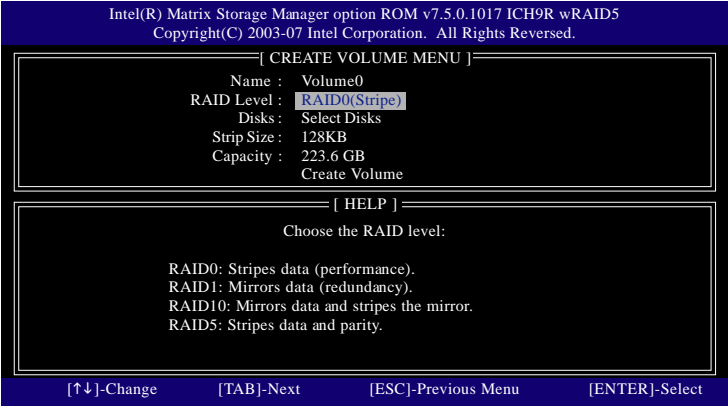 Intel(R) Matrix Storage Manager option ROM v7.5.0.1017 ICH9R wRAID5
Copyright(C) 2003-07 Intel Corporation. All Rights Reversed.
[ CREATE VOLUME MENU ]
Name : Volume0
RAID Level : RAID0(Stripe)
Disks : Select Disks
Strip Size : 128KB
Capacity : 223.6 GB
Create Volume
[ HELP ]
Choose the RAID level:
RAID0: Stripes data (performance).
RAID1: Mirrors data (redundancy).
RAID10: Mirrors data and stripes the mirror.
RAID5: Stripes data and parity.
[↑↓]-Change [TAB]-Next [ESC]-Previous Menu [ENTER]-Select